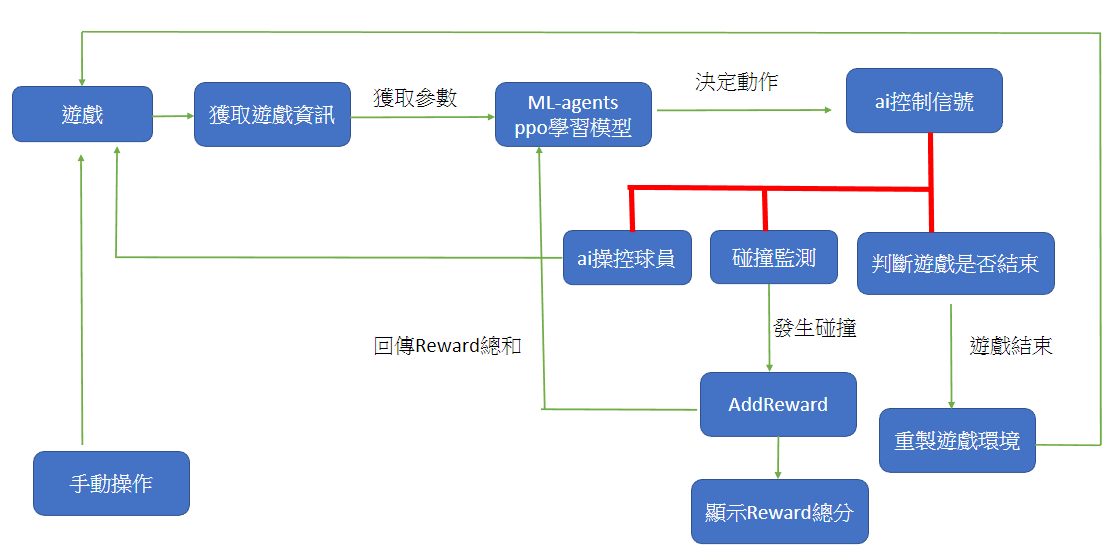 遊戲
獲取遊戲資訊
獲取參數
ML-agents
ppo學習模型
決定動作
ai控制信號
ai操控球員
碰撞監測
判斷遊戲是否結束
發生碰撞
遊戲結束
回傳Reward總和
AddReward
重製遊戲環境
手動操作
顯示Reward總分